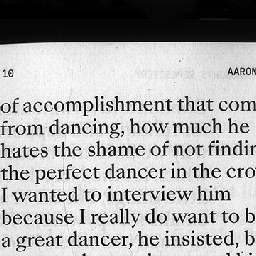 10 AARON
of accomplishment that com
from dancing, how much he
hates the shame of not findin
the perfect dancer in the cro
I wanted to interview him
because I really do want to b
a great dancer, he insisted, b